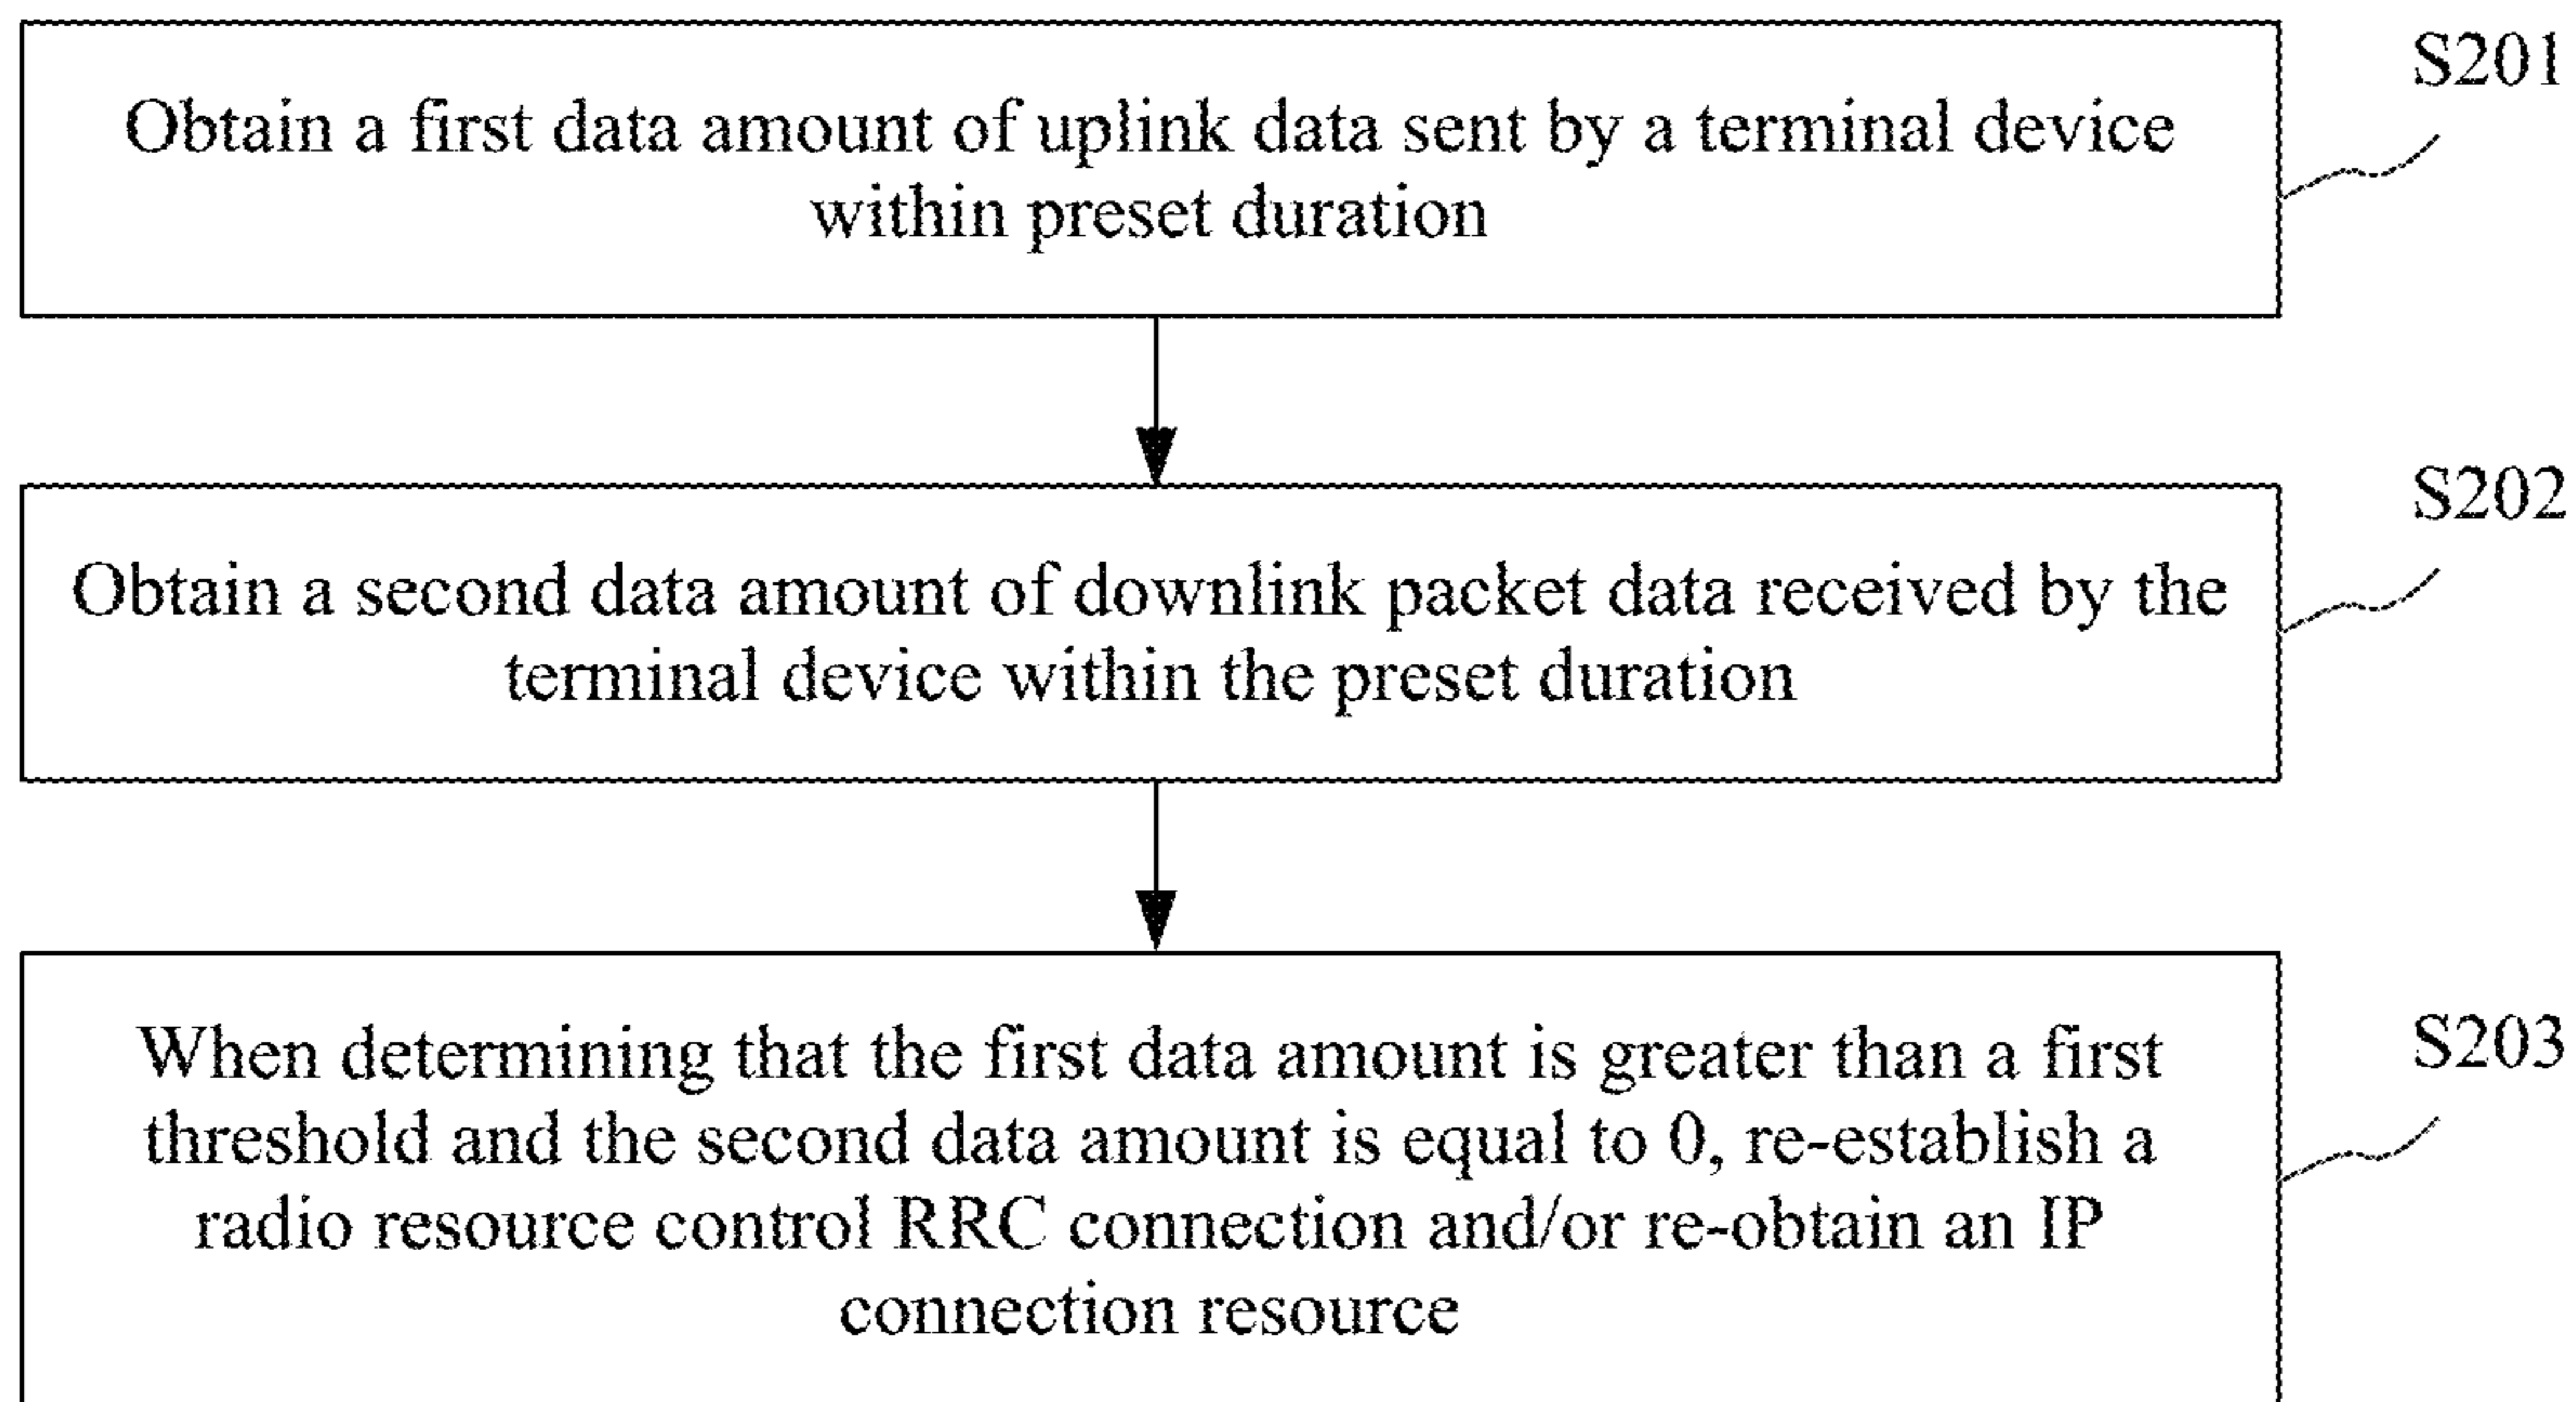 S201
Obtain a first data amount of uplink data sent by a terminal device
within preset duration
S202
Obtain a second data amount of downlink packet data received by the
terminal device within the preset duration
S203
When determining that the first data amount is greater than a first
threshold and the second data amount is equal to 0, re-establish a
radio resource control RRC connection and/or re-obtain an IP
connection resource